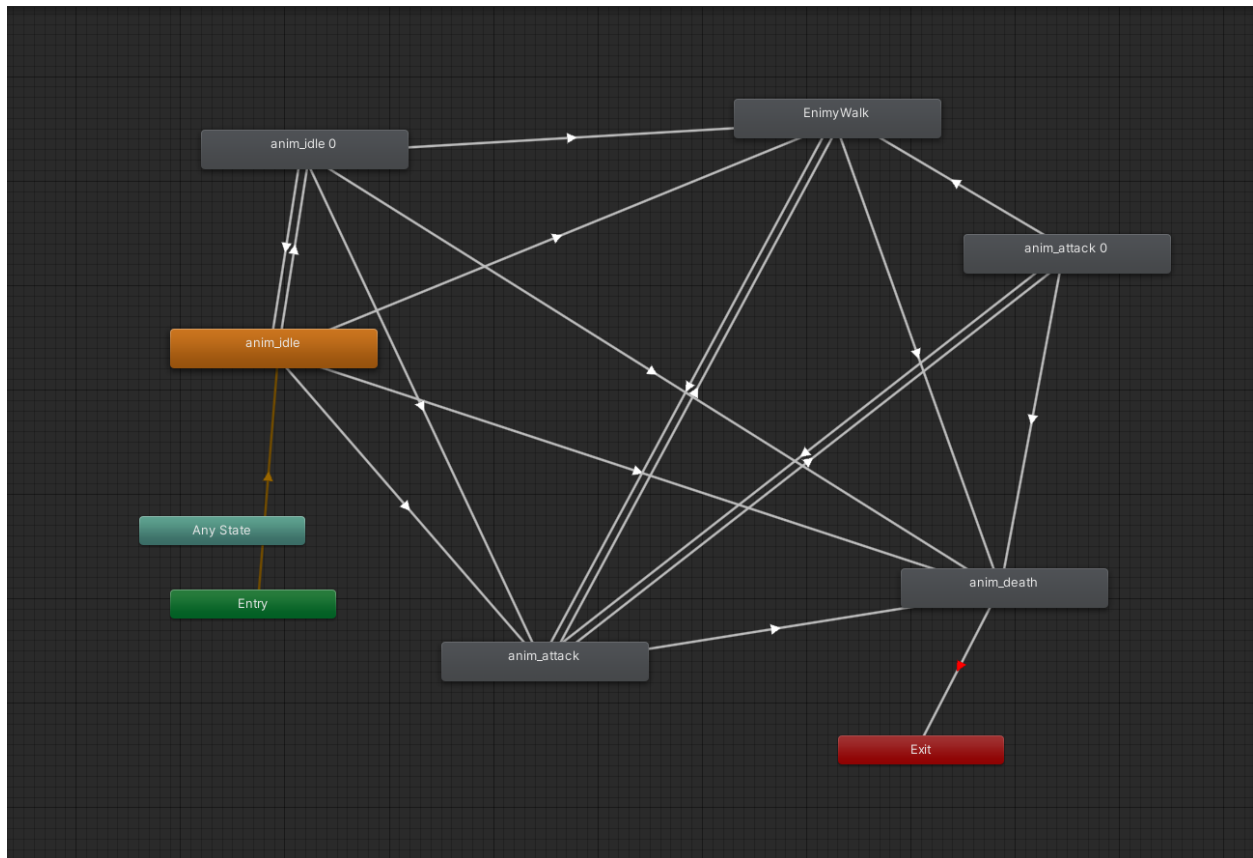 EnimyWalk
anim_idle 0
anim_attack 0
anim_idle
Any State
anim_death
Entry
anim_attack
Exit